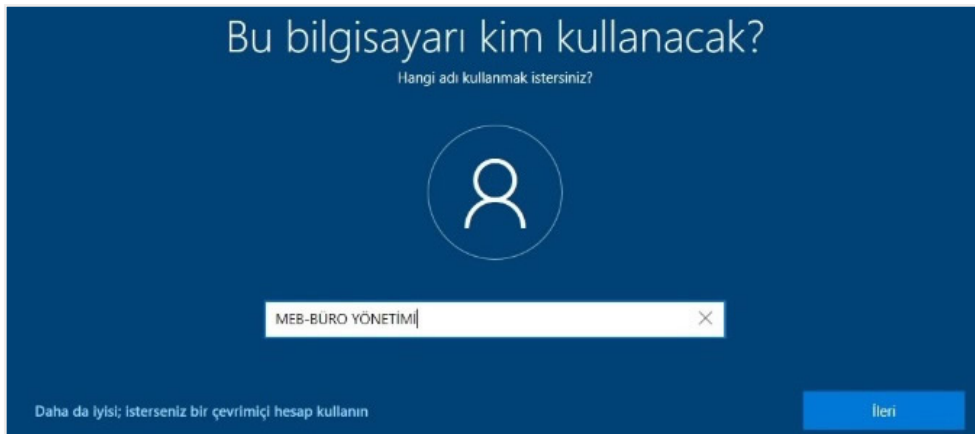 Bu bilgisayarı kim kullanacak?
Hangi adı kullanmak istersiniz?
MEB-BÜRO YÖNETİMİ
Daha da iyisi; isterseniz bir çevrimiçi hesap kullanın
İleri